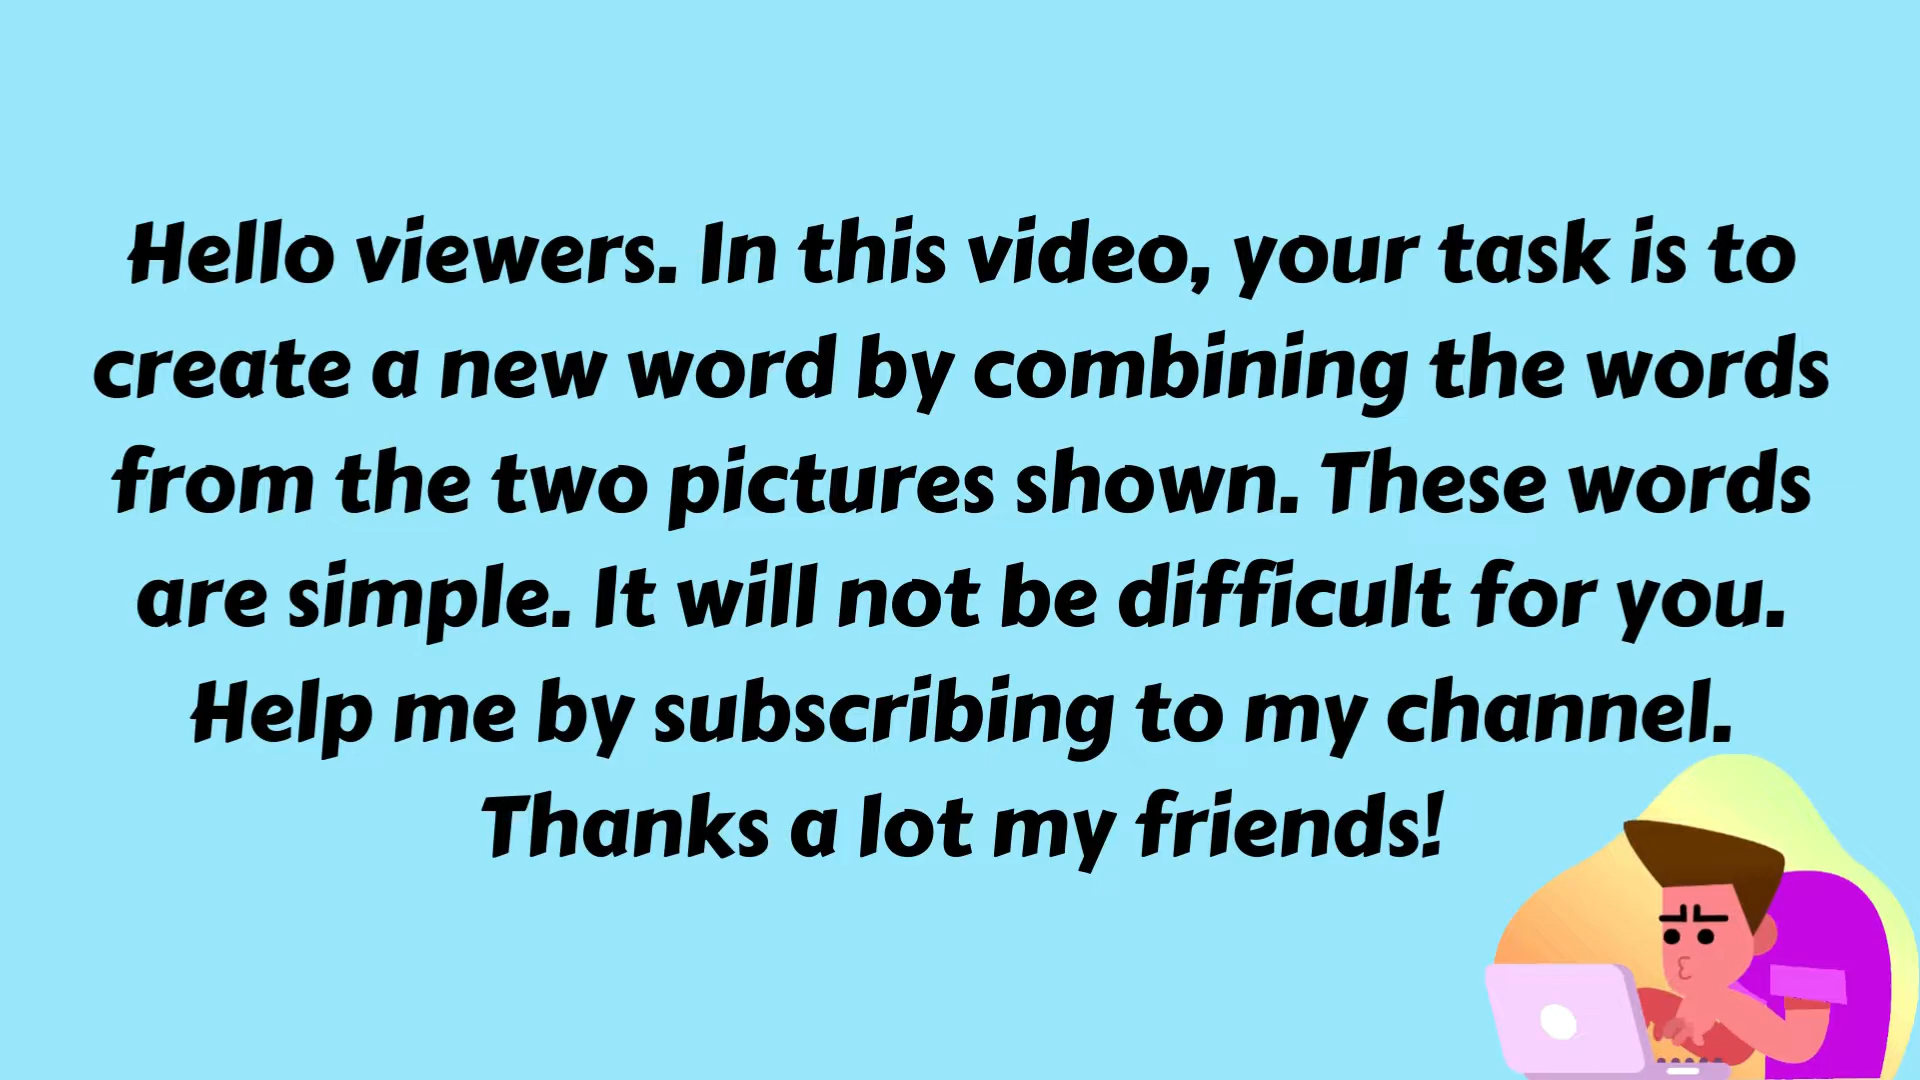 Hello viewers. In this video, your task is to
create a new word by combining the words
from the two pictures shown. These words
are simple. It will not be difficult for you.
Help me by subscribing to my channel.
Thanks a lot my friends!